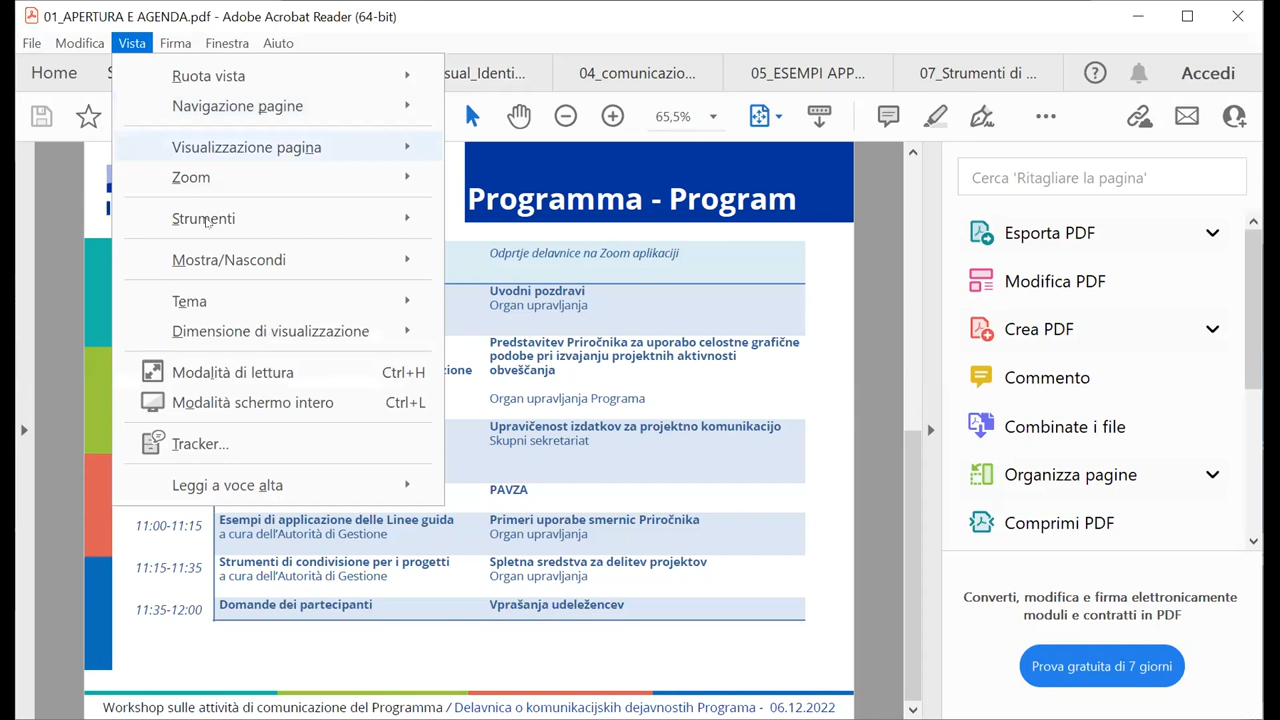 01_APERTURA E AGENDA.pdf - Adobe Acrobat Reader (64-bit)
File Modifica Vista Firma Finestra Aiuto
Home
sual_Identi...
04_comunicazio...
05_ESEMPI APP...
07_Strumenti di ...
Accedi
65,5%
Ruota vista
Navigazione pagine
Visualizzazione pagina
Zoom
Strumenti
Mostra/Nascondi
Tema
Dimensione di visualizzazione
Modalità di lettura Ctrl+H
Modalità schermo intero Ctrl+L
Tracker...
Leggi a voce alta
Programma - Program
Odprtje delavnice na Zoom aplikaciji
Uvodni pozdravi
Organ upravljanja
Predstavitev Priročnika za uporabo celostne grafične
podobe pri izvajanju projektnih aktivnosti
zione obveščanja
Organ upravljanja Programa
Upravičenost izdatkov za projektno komunikacijo
Skupni sekretariat
PAVZA
11:00-11:15 Esempi di applicazione delle Linee guida Primeri uporabe smernic Priročnika
a cura dell'Autorità di Gestione Organ upravljanja
11:15-11:35 Strumenti di condivisione per i progetti Spletna sredstva za delitev projektov
a cura dell'Autorità di Gestione Organ upravljanja
11:35-12:00 Domande dei partecipanti Vprašanja udeležencev
Workshop sulle attività di comunicazione del Programma / Delavnica o komunikacijskih dejavnostih Programa - 06.12.2022
Cerca 'Ritagliare la pagina'
Esporta PDF
Modifica PDF
Crea PDF
Commento
Combinate i file
Organizza pagine
Comprimi PDF
Converti, modifica e firma elettronicamente
moduli e contratti in PDF
Prova gratuita di 7 giorni